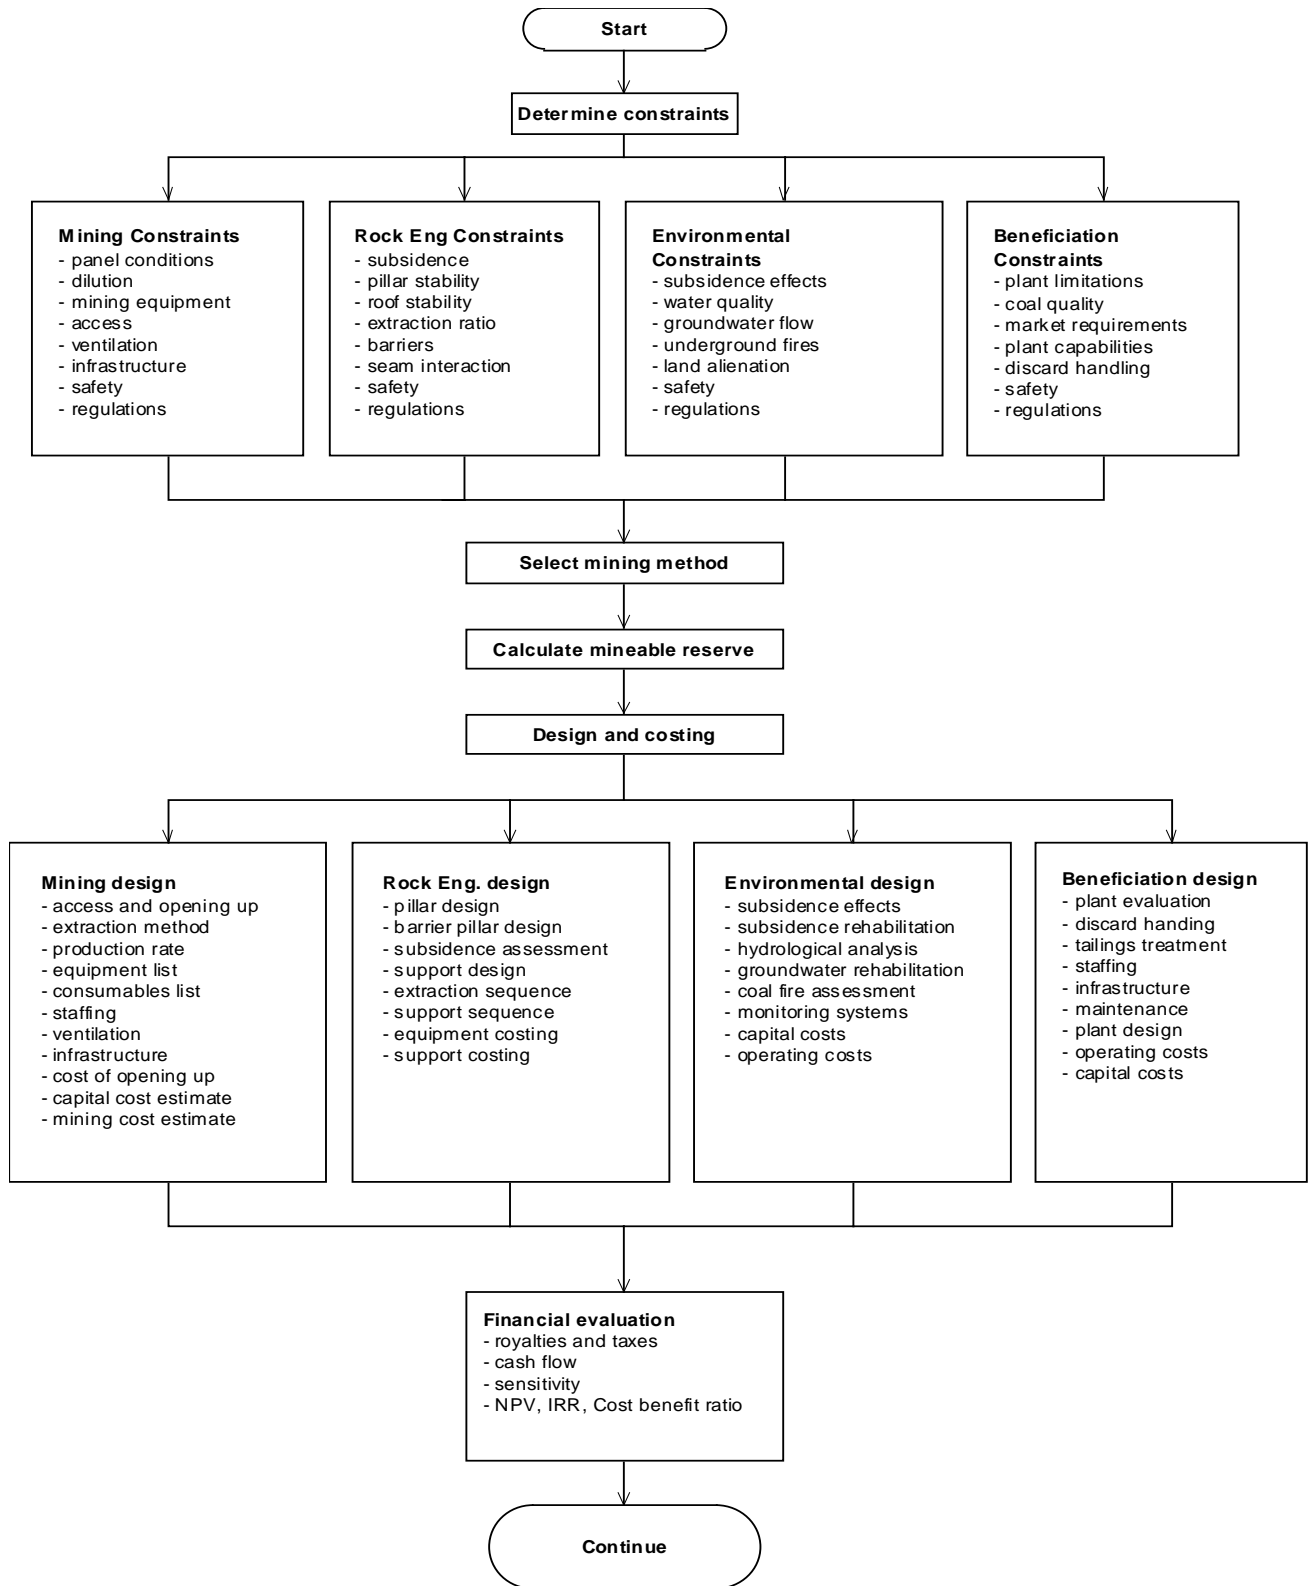 Start
Determine constraints
Mining Constraints
- panel conditions
- dilution
- mining equipment
- access
- ventilation
- infrastructure
- safety
- regulations
Rock Eng Constraints
- subsidence
- pillar stability
- roof stability
- extraction ratio
- barriers
- seam interaction
- safety
- regulations
Environmental
Constraints
- subsidence effects
- water quality
- groundwater flow
- underground fires
- land alienation
- safety
- regulations
Beneficiation
Constraints
- plant limitations
- coal quality
- market requirements
- plant capabilities
- discard handling
- safety
- regulations
Select mining method
Calculate mineable reserve
Design and costing
Mining design
- access and opening up
- extraction method
- production rate
- equipment list
- consumables list
- staffing
- ventilation
- infrastructure
- cost of opening up
- capital cost estimate
- mining cost estimate
Rock Eng. design
- pillar design
- barrier pillar design
- subsidence assessment
- support design
- extraction sequence
- support sequence
- equipment costing
- support costing
Environmental design
- subsidence effects
- subsidence rehabilitation
- hydrological analysis
- groundwater rehabilitation
- coal fire assessment
- monitoring systems
- capital costs
- operating costs
Beneficiation design
- plant evaluation
- discard handing
- tailings treatment
- staffing
- infrastructure
- maintenance
- plant design
- operating costs
- capital costs
Financial evaluation
- royalties and taxes
- cash flow
- sensitivity
- NPV, IRR, Cost benefit ratio
Continue